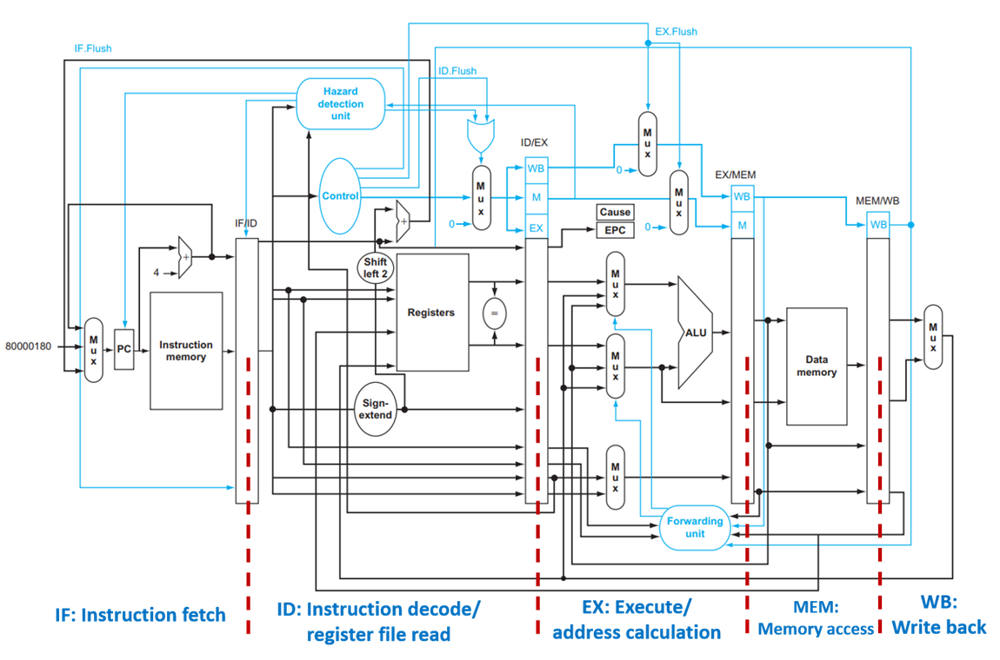 EX.Flush
IF.Flush
ID.Flush
Hazard
detection
unit
M
u
x
ID/EX
WB
0
Control
M
u
x
0
M
EX
M
u
x
0
EX/MEM
WB
M
MEM/WB
WB
Cause
EPC
IF/ID
+
+
4
Shift
left 2
Registers
=
M
u
x
ALU
M
u
x
Data
memory
M
u
x
80000180
M
u
x
PC
Instruction
memory
Sign-
extend
M
u
x
Forwarding
unit
IF: Instruction fetch
ID: Instruction decode/
register file read
EX: Execute/
address calculation
MEM:
Memory access
WB:
Write back